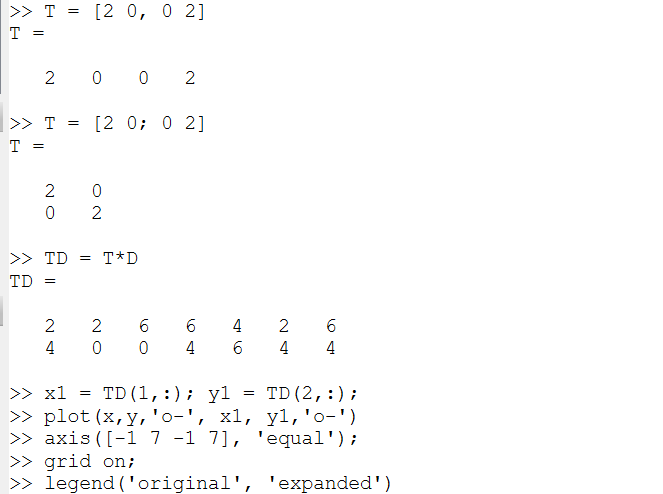 >> T = [2 0, 0 2]
T =
2 0 0 2
>> T = [2 0; 0 2]
T =
2 0
0 2
>> TD = T*D
TD =
2 2 6 6 4 2 6
4 0 0 4 6 4 4
>> x1 = TD(1,:); y1 = TD(2,:);
>> plot(x,y,'o-', x1, y1,'o-')
>> axis([-1 7 -1 7], 'equal');
>> grid on;
>> legend('original', 'expanded')